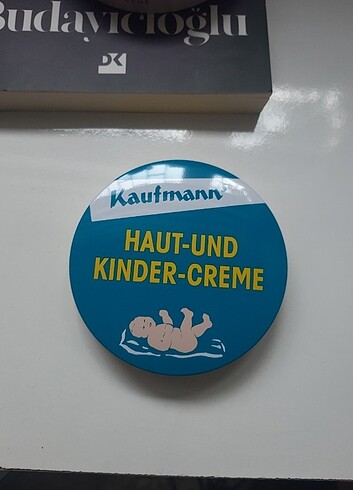 Budayıcıoğlu
DK
Kaufmann
HAUT-UND
KINDER-CREME